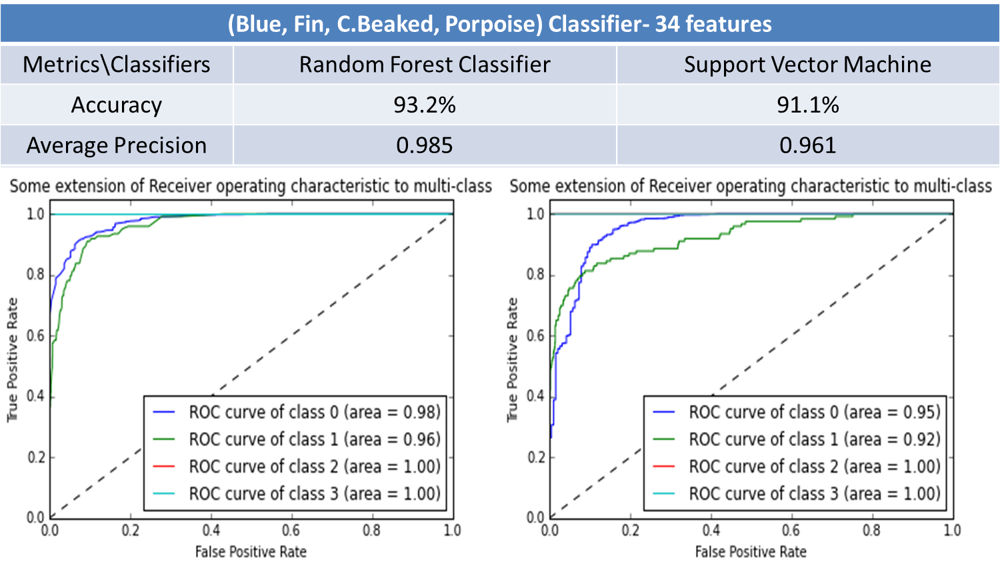 (Blue, Fin, C.Beaked, Porpoise) Classifier- 34 features
Metrics\Classifiers Random Forest Classifier Support Vector Machine
Accuracy 93.2% 91.1%
Average Precision 0.985 0.961
Some extension of Receiver operating characteristic to multi-class
1.0
0.8
0.6
0.4
0.2
0.0
True Positive Rate
ROC curve of class 0 (area = 0.98)
ROC curve of class 1 (area = 0.96)
ROC curve of class 2 (area = 1.00)
ROC curve of class 3 (area = 1.00)
0.0 0.2 0.4 0.6 0.8 1.0
False Positive Rate
Some extension of Receiver operating characteristic to multi-class
1.0
0.8
0.6
0.4
0.2
0.0
True Positive Rate
ROC curve of class 0 (area = 0.95)
ROC curve of class 1 (area = 0.92)
ROC curve of class 2 (area = 1.00)
ROC curve of class 3 (area = 1.00)
0.0 0.2 0.4 0.6 0.8 1.0
False Positive Rate